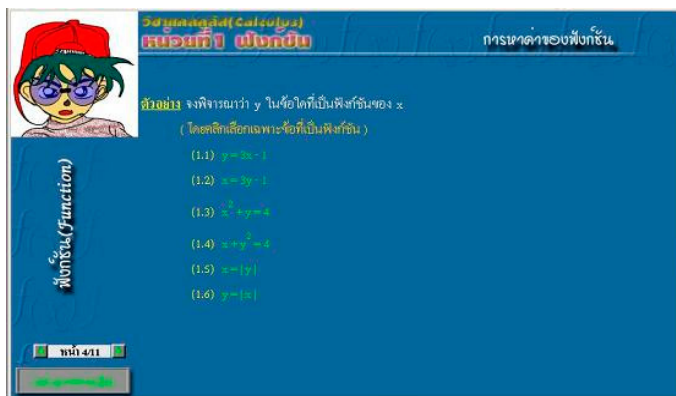 วิชาแคลคูลัส(Calculus)
หน่วยที่ 1 ฟังก์ชัน
การหาค่าของฟังก์ชัน
ตัวอย่าง จงพิจารณาว่า y ในข้อใดที่เป็นฟังก์ชันของ x
( โดยคลิกเลือกเฉพาะข้อที่เป็นฟังก์ชัน )
(1.1) y = 3x - 1
(1.2) x = 3y - 1
(1.3) x² + y = 4
(1.4) x + y² = 4
(1.5) x = |y|
(1.6) y = |x|
ฟังก์ชัน(Function)
หน้า 4/11